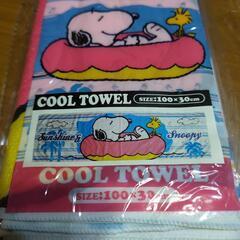 COOL TOWEL
SIZE:100×30cm
Sunshine &
Snoopy
COOL TOWEL
SIZE:100×30